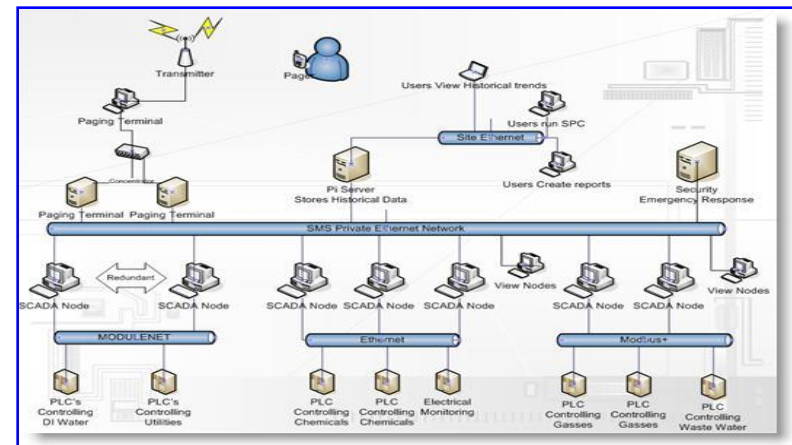 Transmitter
Pager
Users View Historical trends
Paging Terminal
Users run SPC
Site Ethernet
Concentrator
Pi Server
Stores Historical Data
Users Create reports
Security
Emergency Response
Paging Terminal
Paging Terminal
SMS Private Ethernet Network
Redundant
View Nodes
View Nodes
SCADA Node
SCADA Node
SCADA Node
SCADA Node
SCADA Node
SCADA Node
SCADA Node
MODULENET
Ethernet
Modbus+
PLC's
Controlling
DI Water
PLC's
Controlling
Utilities
PLC
Controlling
Chemicals
PLC
Controlling
Chemicals
Electrical
Monitoring
PLC
Controlling
Gasses
PLC
Controlling
Gasses
PLC
Controlling
Waste Water